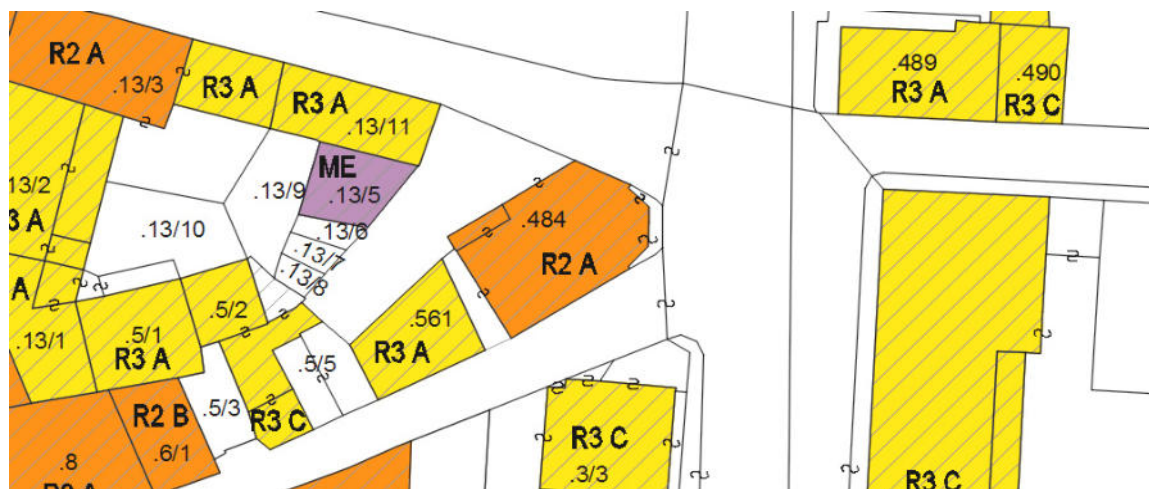 R2 A
.13/3
R3 A
R3 A
.13/11
.489
R3 A
.490
R3 C
ME
.13/5
.13/9
13/2
3 A
.13/10
.13/6
.13/7
.13/8
.484
R2 A
A
.13/1
.5/1
R3 A
.5/2
.561
R3 A
.5/5
R2 B
.6/1
.5/3
R3 C
R3 C
.3/3
.8
R3 C